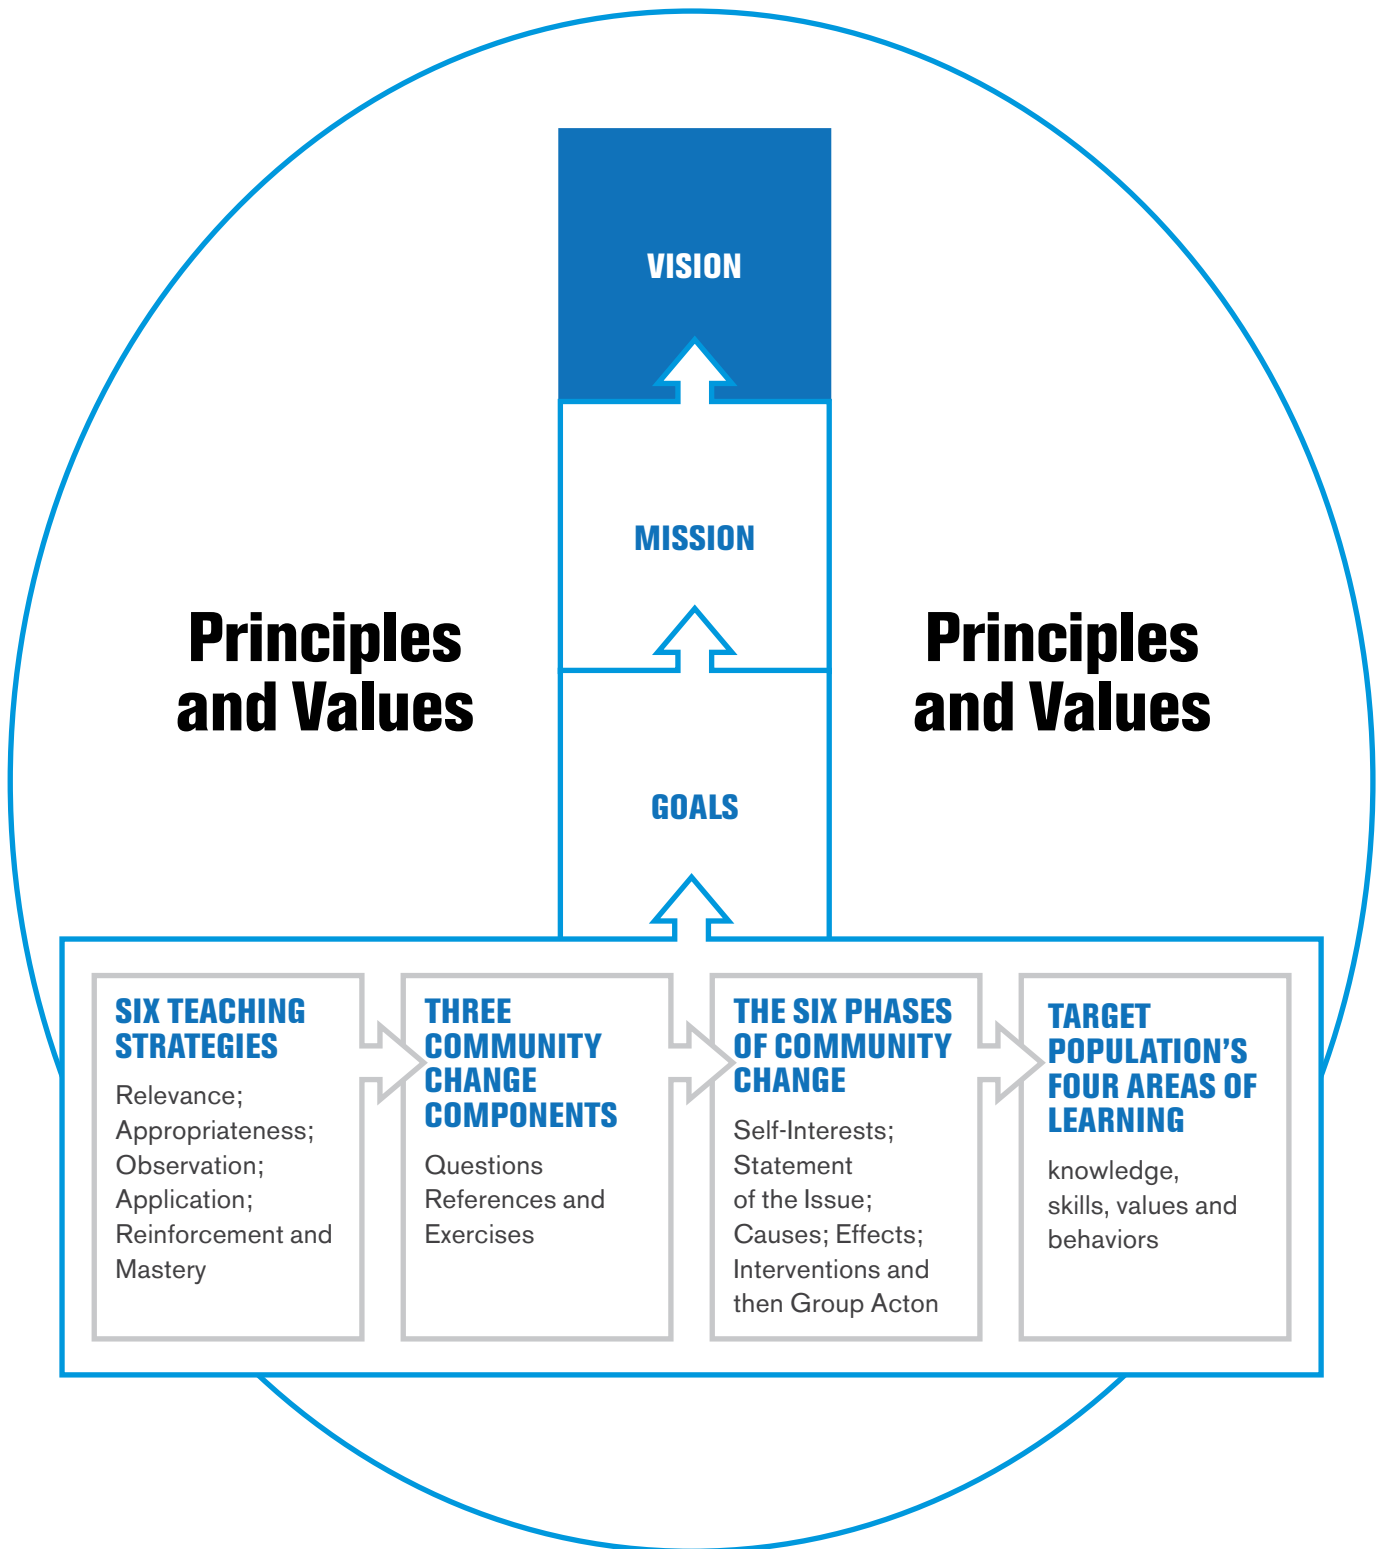 VISION
MISSION
Principles
and Values
Principles
and Values
GOALS
SIX TEACHING
STRATEGIES
Relevance;
Appropriateness;
Observation;
Application;
Reinforcement and
Mastery
THREE
COMMUNITY
CHANGE
COMPONENTS
Questions
References and
Exercises
THE SIX PHASES
OF COMMUNITY
CHANGE
Self-Interests;
Statement
of the Issue;
Causes; Effects;
Interventions and
then Group Acton
TARGET
POPULATION’S
FOUR AREAS OF
LEARNING
knowledge,
skills, values and
behaviors